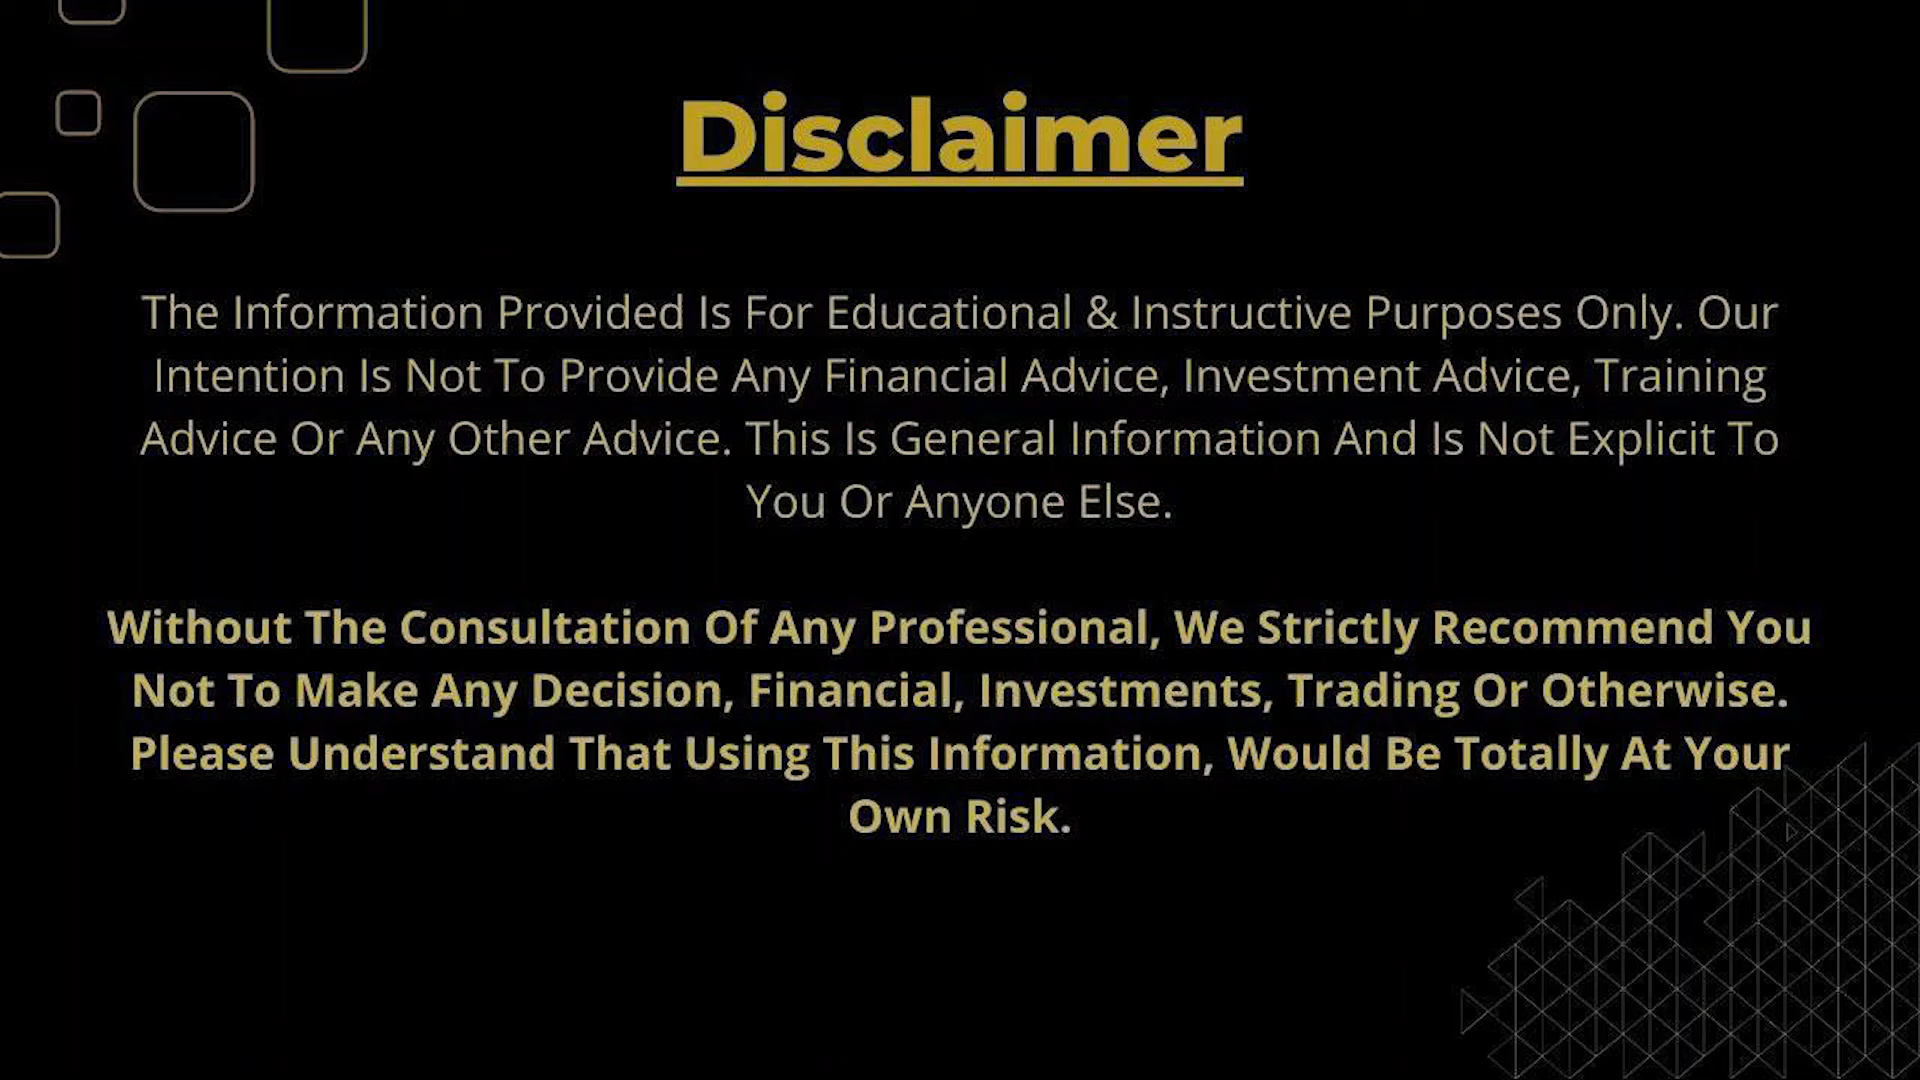 Disclaimer
The Information Provided Is For Educational & Instructive Purposes Only. Our
Intention Is Not To Provide Any Financial Advice, Investment Advice, Training
Advice Or Any Other Advice. This Is General Information And Is Not Explicit To
You Or Anyone Else.
Without The Consultation Of Any Professional, We Strictly Recommend You
Not To Make Any Decision, Financial, Investments, Trading Or Otherwise.
Please Understand That Using This Information, Would Be Totally At Your
Own Risk.